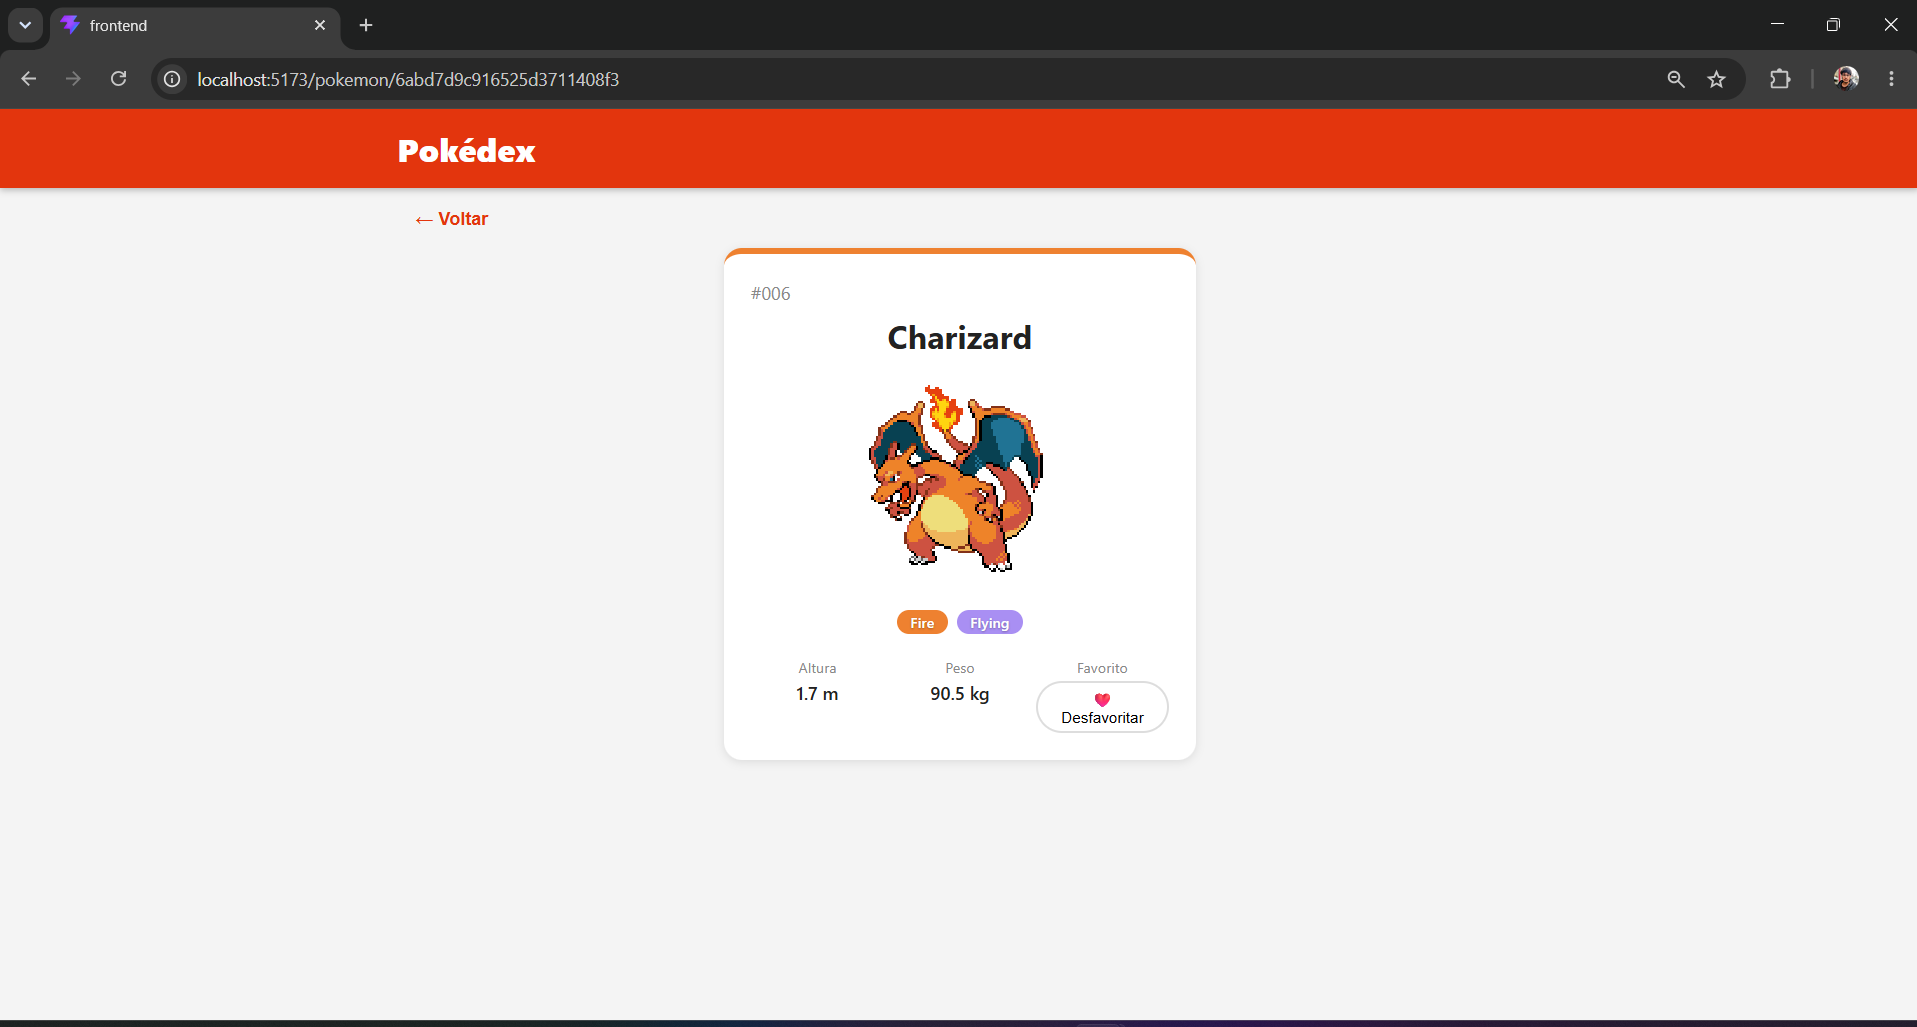 frontend
localhost:5173/pokemon/6abd7d9c916525d3711408f3
Pokédex
← Voltar
#006
Charizard
Fire Flying
Altura Peso Favorito
1.7 m 90.5 kg
Desfavoritar